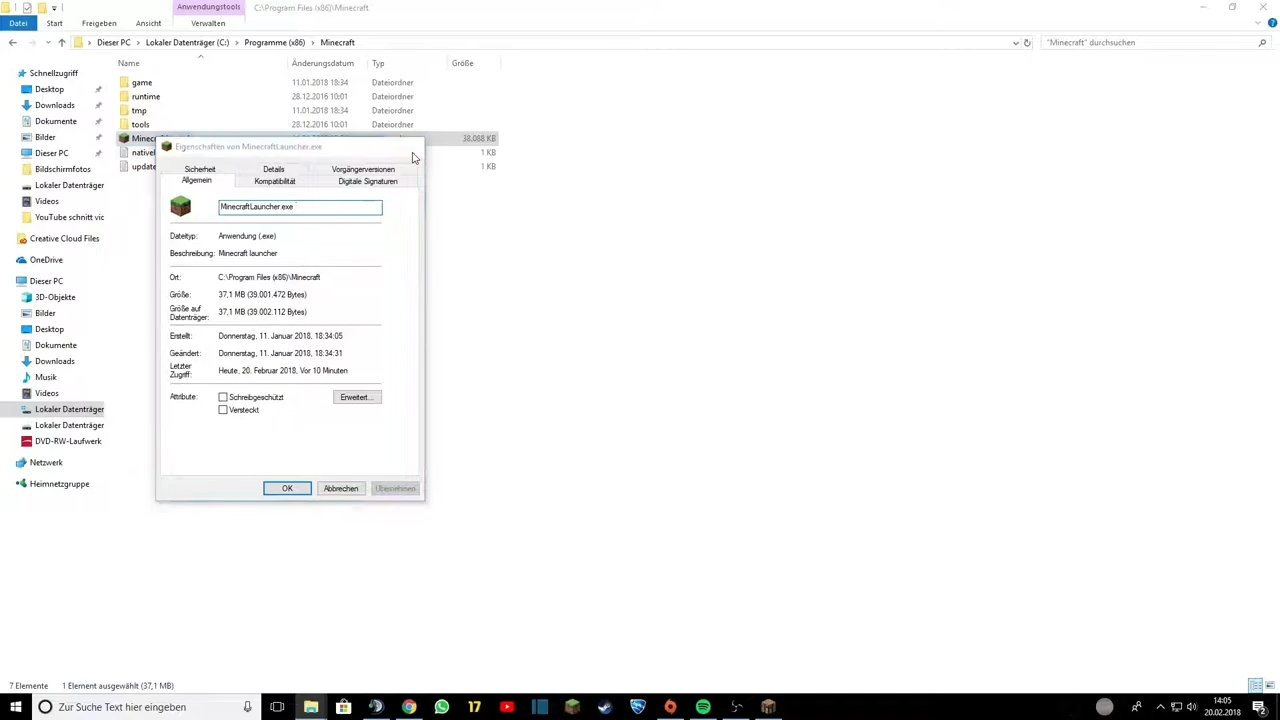 Anwendungstools
C:\Program Files (x86)\Minecraft
Datei Start Freigeben Ansicht Verwalten
Dieser PC > Lokaler Datenträger (C:) > Programme (x86) > Minecraft
"Minecraft" durchsuchen
Name Änderungsdatum Typ Größe
game 11.01.2018 18:34 Dateiordner
runtime 28.12.2016 10:01 Dateiordner
tmp 11.01.2018 18:34 Dateiordner
tools 28.12.2016 10:01 Dateiordner
38.088 KB
1 KB
1 KB
Schnellzugriff
Desktop
Downloads
Dokumente
Bilder
Dieser PC
Bildschirmfotos
Lokaler Datenträger
Videos
YouTube schnitt vic
Creative Cloud Files
OneDrive
Dieser PC
3D-Objekte
Bilder
Desktop
Dokumente
Downloads
Musik
Videos
Lokaler Datenträger
Lokaler Datenträger
DVD-RW-Laufwerk
Netzwerk
Heimnetzgruppe
Eigenschaften von MinecraftLauncher.exe
Sicherheit Details Vorgängerversionen
Allgemein Kompatibilität Digitale Signaturen
MinecraftLauncher.exe
Dateityp: Anwendung (.exe)
Beschreibung: Minecraft launcher
Ort: C:\Program Files (x86)\Minecraft
Größe: 37,1 MB (39.001.472 Bytes)
Größe auf
Datenträger: 37,1 MB (39.002.112 Bytes)
Erstellt: Donnerstag, 11. Januar 2018, 18:34:05
Geändert: Donnerstag, 11. Januar 2018, 18:34:31
Letzter
Zugriff: Heute, 20. Februar 2018, Vor 10 Minuten
Attribute: Schreibgeschützt Erweitert...
Versteckt
OK Abbrechen Übernehmen
7 Elemente 1 Element ausgewählt (37,1 MB)
Zur Suche Text hier eingeben
17
14:05
20.02.2018
2